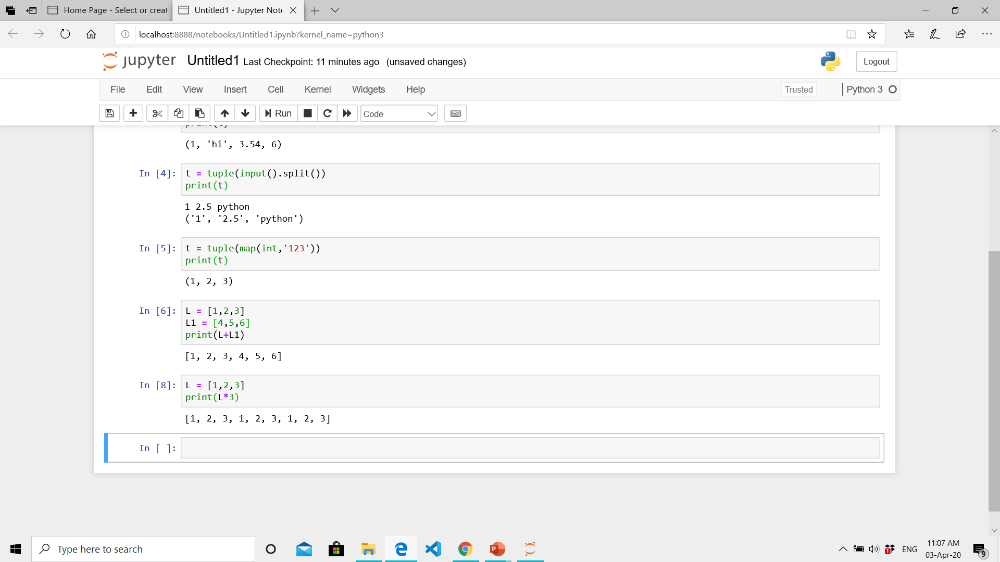 Home Page - Select or creat
Untitled1 - Jupyter Note
localhost:8888/notebooks/Untitled1.ipynb?kernel_name=python3
jupyter Untitled1 Last Checkpoint: 11 minutes ago (unsaved changes)
Logout
File Edit View Insert Cell Kernel Widgets Help
Trusted
Python 3
Run
Code
(1, 'hi', 3.54, 6)
In [4]: t = tuple(input().split())
print(t)
1 2.5 python
('1', '2.5', 'python')
In [5]: t = tuple(map(int,'123'))
print(t)
(1, 2, 3)
In [6]: L = [1,2,3]
L1 = [4,5,6]
print(L+L1)
[1, 2, 3, 4, 5, 6]
In [8]: L = [1,2,3]
print(L*3)
[1, 2, 3, 1, 2, 3, 1, 2, 3]
In [ ]:
Type here to search
1
ENG
11:07 AM
03-Apr-20
9